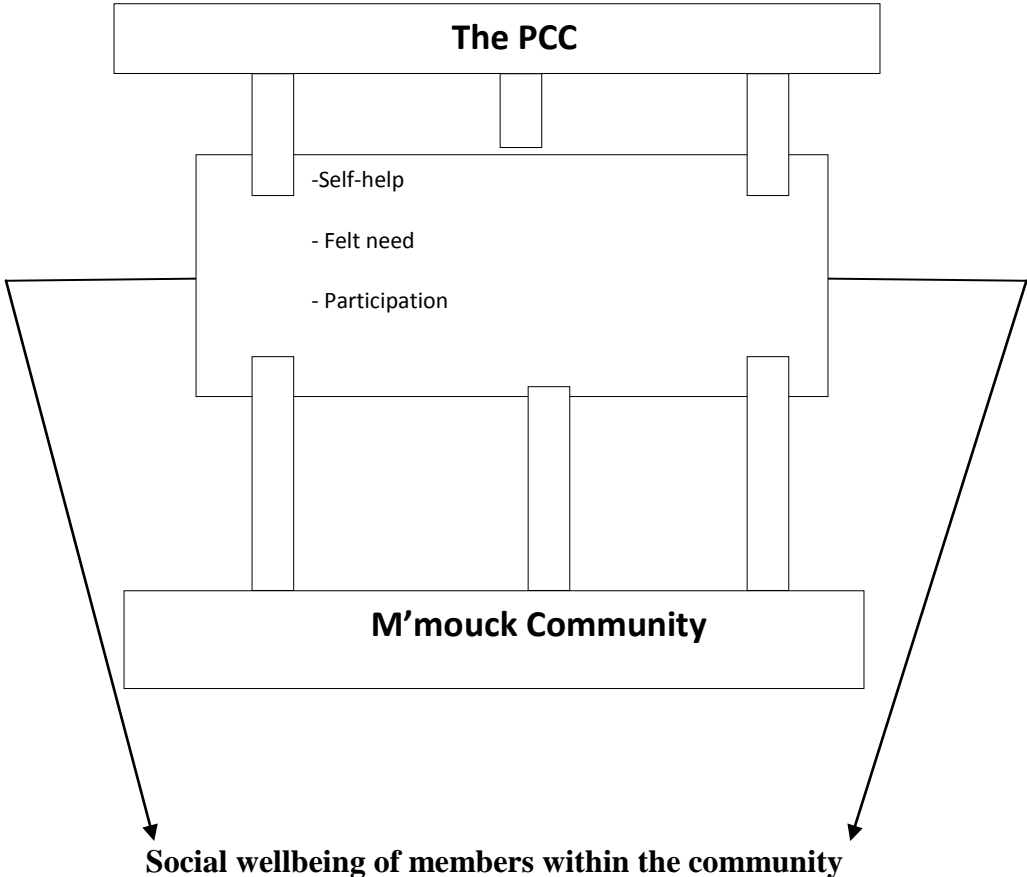 The PCC
-Self-help
- Felt need
- Participation
M’mouck Community
Social wellbeing of members within the community